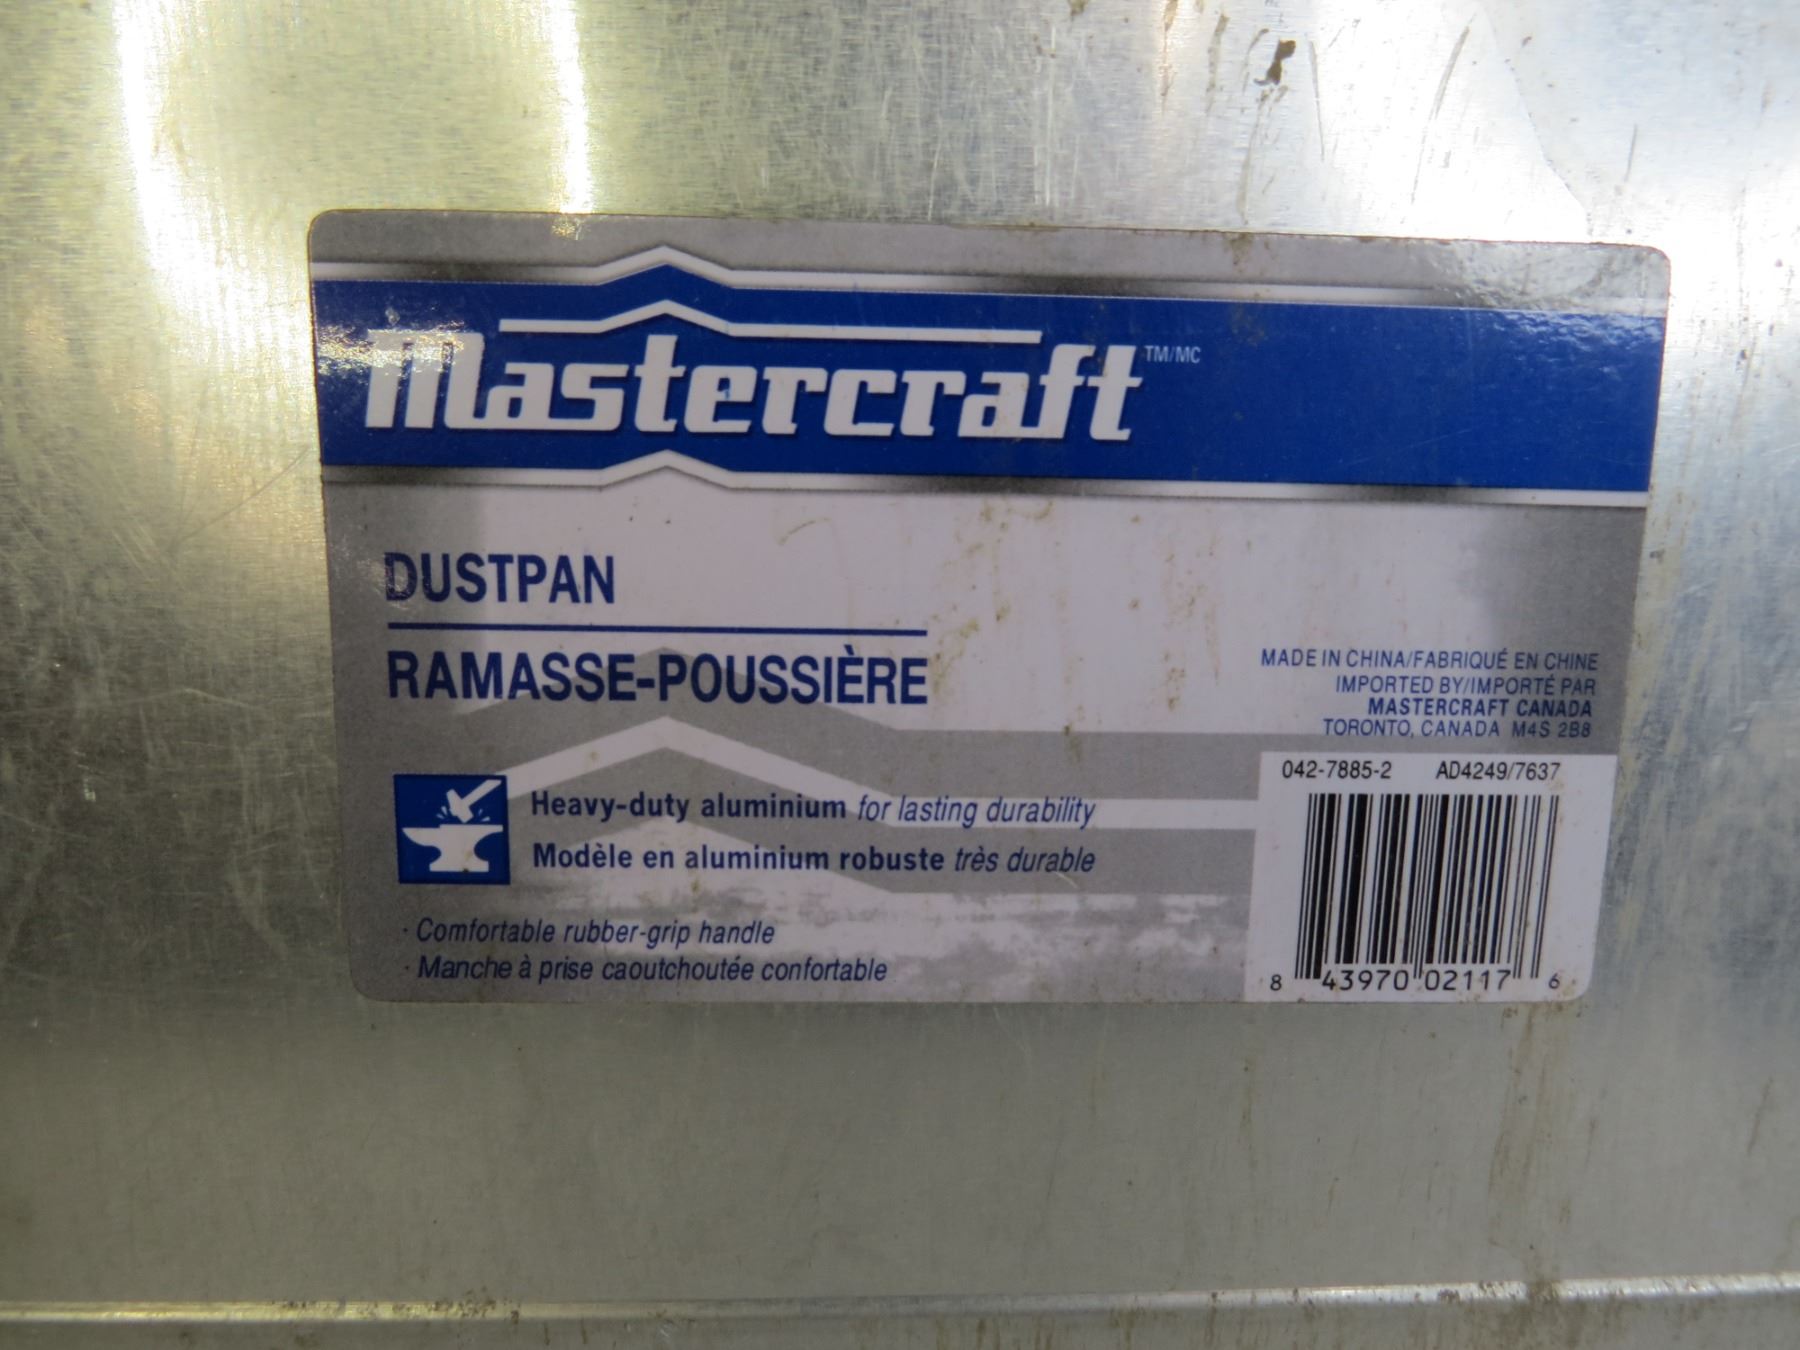 Mastercraft TM/MC
DUSTPAN
RAMASSE-POUSSIÈRE
Heavy-duty aluminium for lasting durability
Modèle en aluminium robuste très durable
· Comfortable rubber-grip handle
· Manche à prise caoutchoutée confortable
MADE IN CHINA/FABRIQUÉ EN CHINE
IMPORTED BY/IMPORTÉ PAR
MASTERCRAFT CANADA
TORONTO, CANADA M4S 2B8
042-7885-2 AD4249/7637
8 43970 02117 6